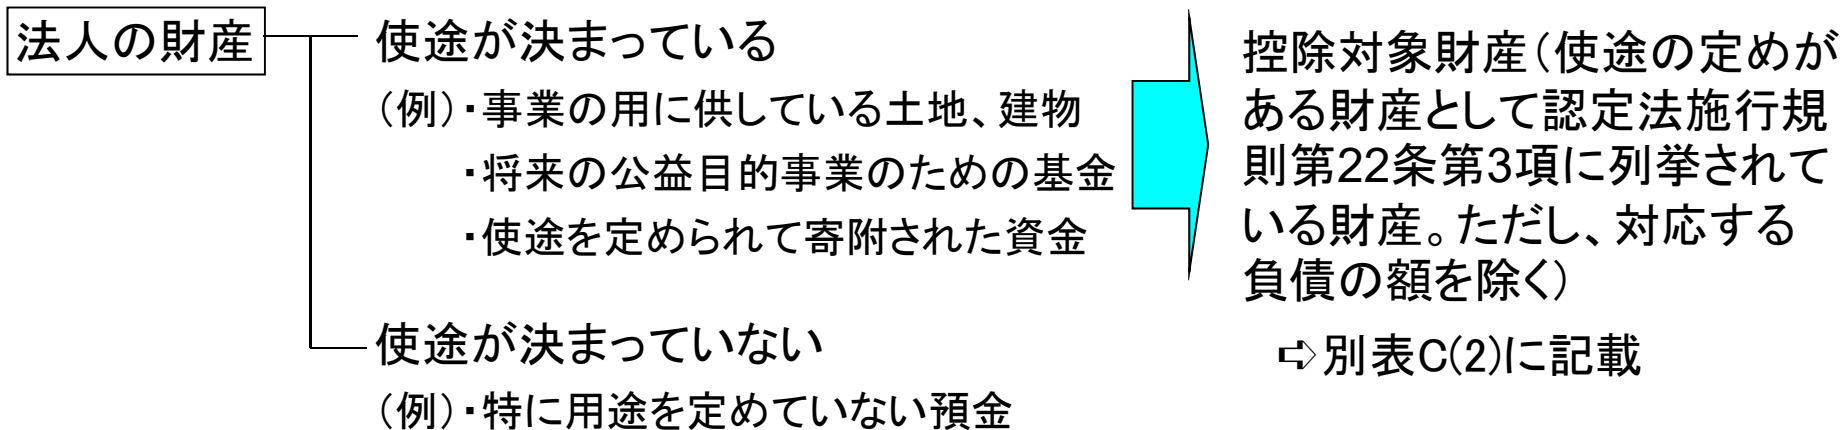 法人の財産
使途が決まっている
（例）・事業の用に供している土地、建物
・将来の公益目的事業のための基金
・使途を定められて寄附された資金
使途が決まっていない
（例）・特に用途を定めていない預金
控除対象財産（使途の定めが
ある財産として認定法施行規
則第22条第3項に列挙されて
いる財産。ただし、対応する
負債の額を除く）
⇨別表C(2)に記載